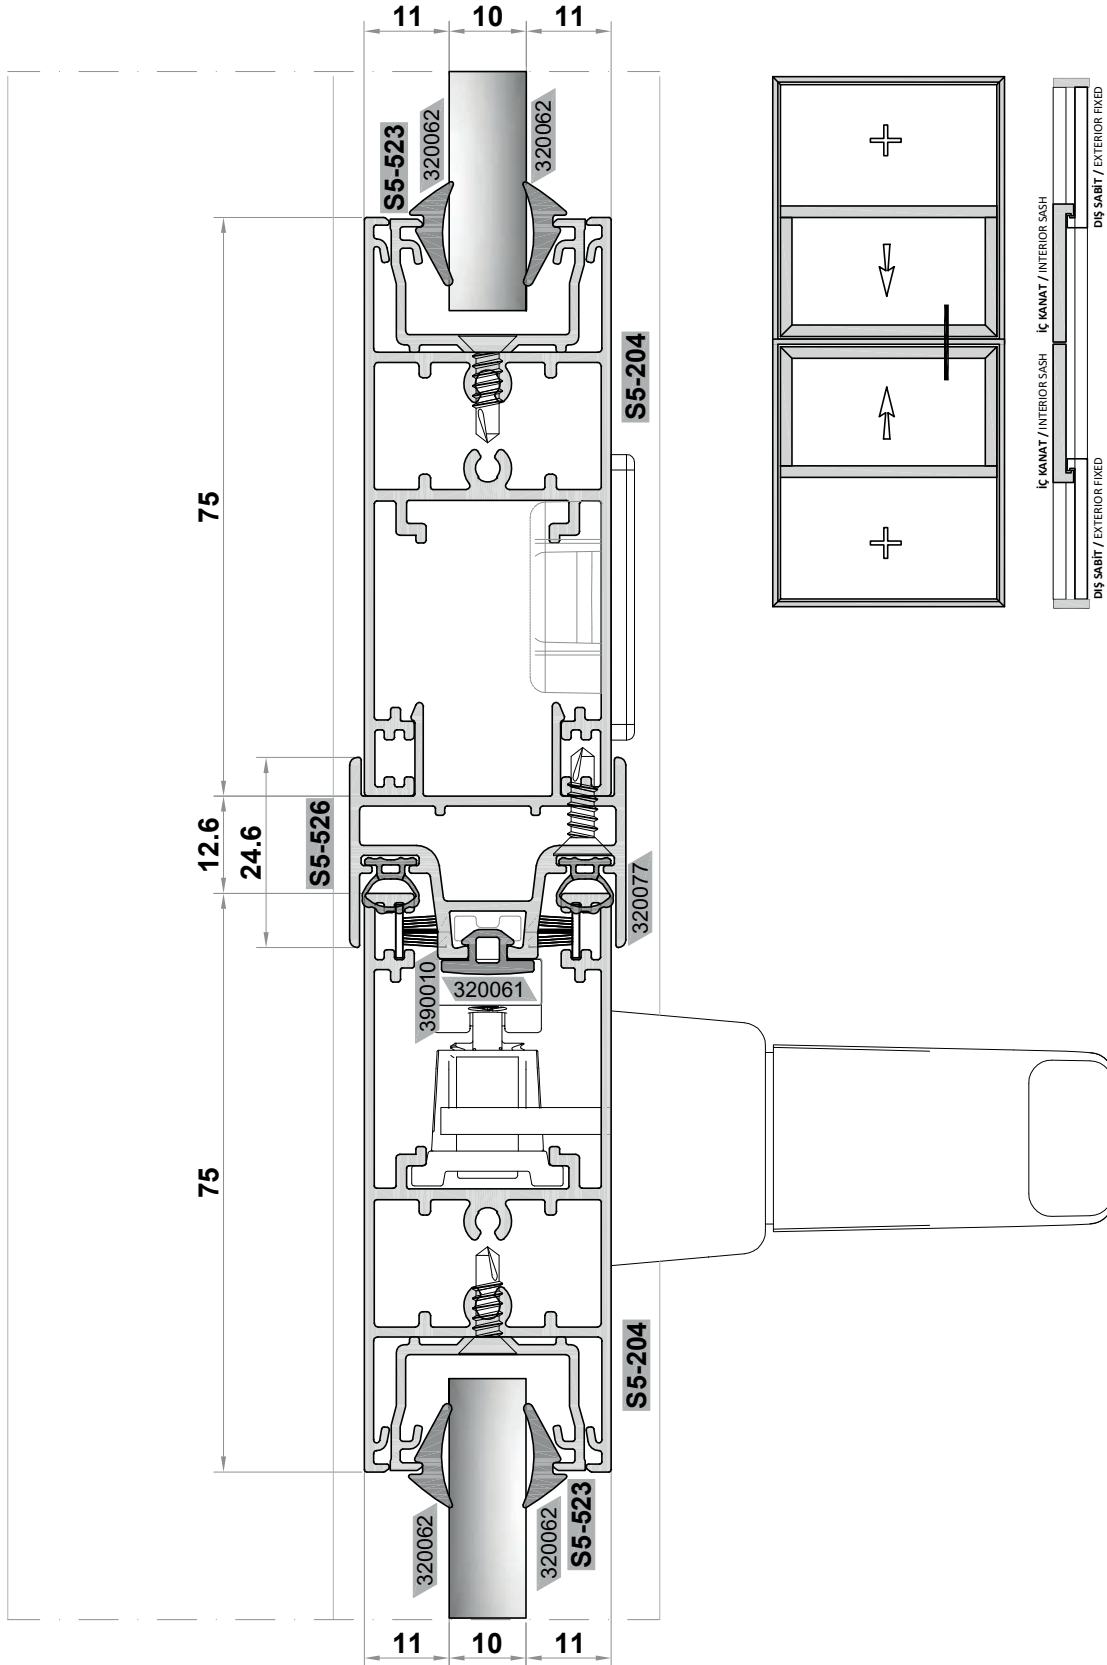 11 10 11
S5-523
320062
320062
S5-204
75
12.6
24.6
S5-526
320077
390010
320061
75
S5-204
320062
320062
S5-523
11 10 11
İÇ KANAT / INTERIOR SASH
İÇ KANAT / INTERIOR SASH
DIŞ SABİT / EXTERIOR FIXED
DIŞ SABİT / EXTERIOR FIXED